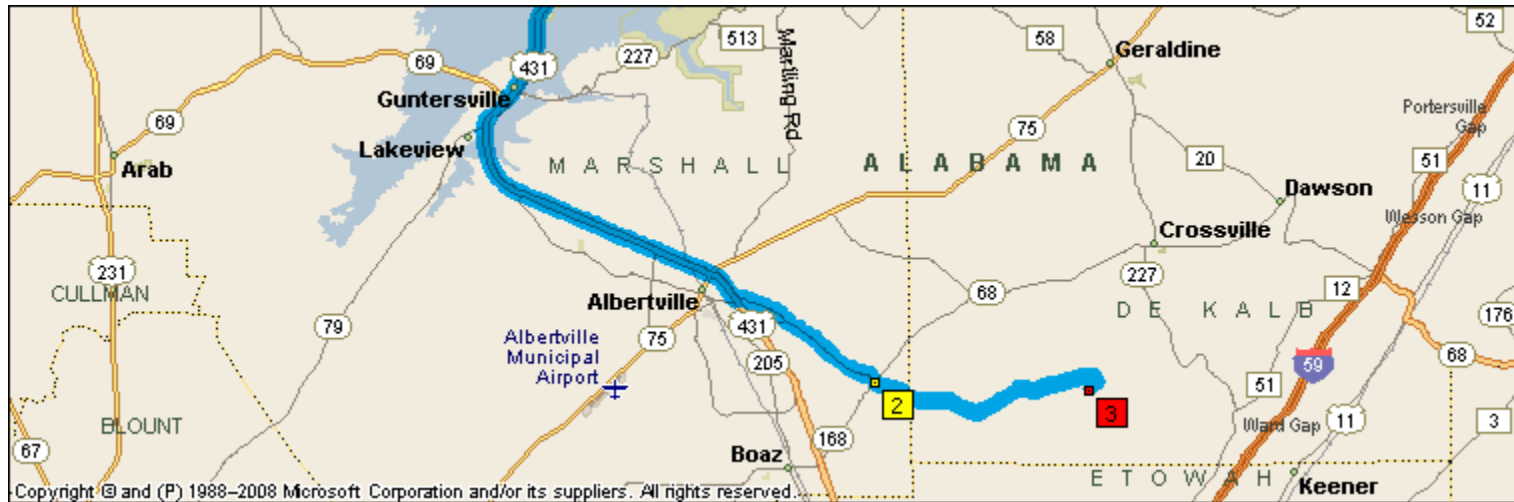 52
513
58
Geraldine
227
69
431
Guntersville
Martling Rd
Portersville
Gap
69
75
Lakeview
Arab
MARSHALL
ALABAMA
20
51
11
Dawson
Wesson Gap
Crossville
227
231
CULLMAN
12
68
Albertville
DE KALB
176
79
431
Albertville
Municipal
Airport
75
205
59
68
51
2
3
BLOUNT
11
Ward Gap
3
168
67
Boaz
ETOWAH
Keener
Copyright © and (P) 1988–2008 Microsoft Corporation and/or its suppliers. All rights reserved.